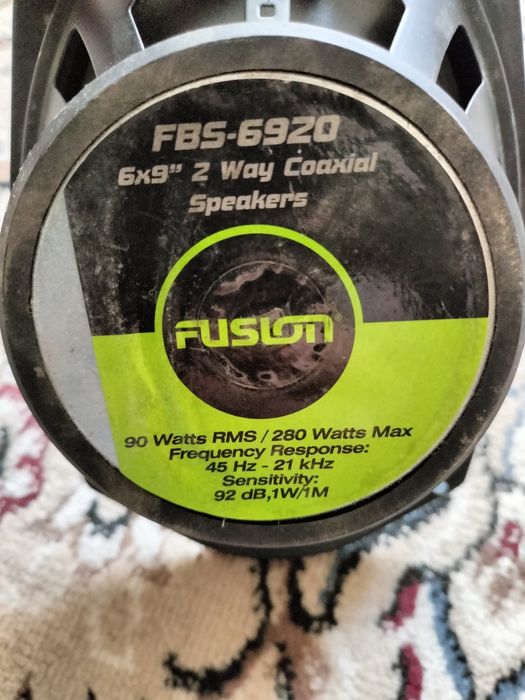 FBS-6920
6x9" 2 Way Coaxial
Speakers
FUSION®
90 Watts RMS / 280 Watts Max
Frequency Response:
45 Hz - 21 kHz
Sensitivity:
92 dB,1W/1M